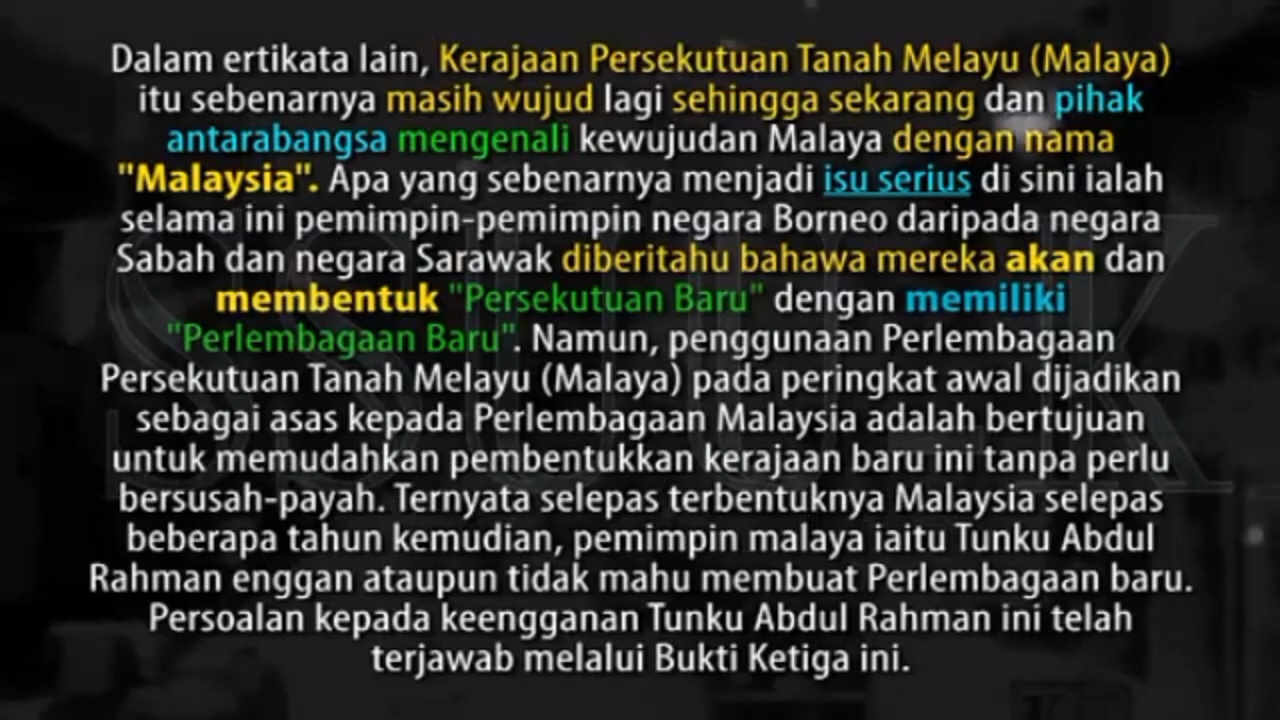 Dalam ertikata lain, Kerajaan Persekutuan Tanah Melayu (Malaya)
itu sebenarnya masih wujud lagi sehingga sekarang dan pihak
antarabangsa mengenali kewujudan Malaya dengan nama
"Malaysia". Apa yang sebenarnya menjadi isu serius di sini ialah
selama ini pemimpin-pemimpin negara Borneo daripada negara
Sabah dan negara Sarawak diberitahu bahawa mereka akan dan
membentuk "Persekutuan Baru" dengan memiliki
"Perlembagaan Baru". Namun, penggunaan Perlembagaan
Persekutuan Tanah Melayu (Malaya) pada peringkat awal dijadikan
sebagai asas kepada Perlembagaan Malaysia adalah bertujuan
untuk memudahkan pembentukkan kerajaan baru ini tanpa perlu
bersusah-payah. Ternyata selepas terbentuknya Malaysia selepas
beberapa tahun kemudian, pemimpin malaya iaitu Tunku Abdul
Rahman enggan ataupun tidak mahu membuat Perlembagaan baru.
Persoalan kepada keengganan Tunku Abdul Rahman ini telah
terjawab melalui Bukti Ketiga ini.